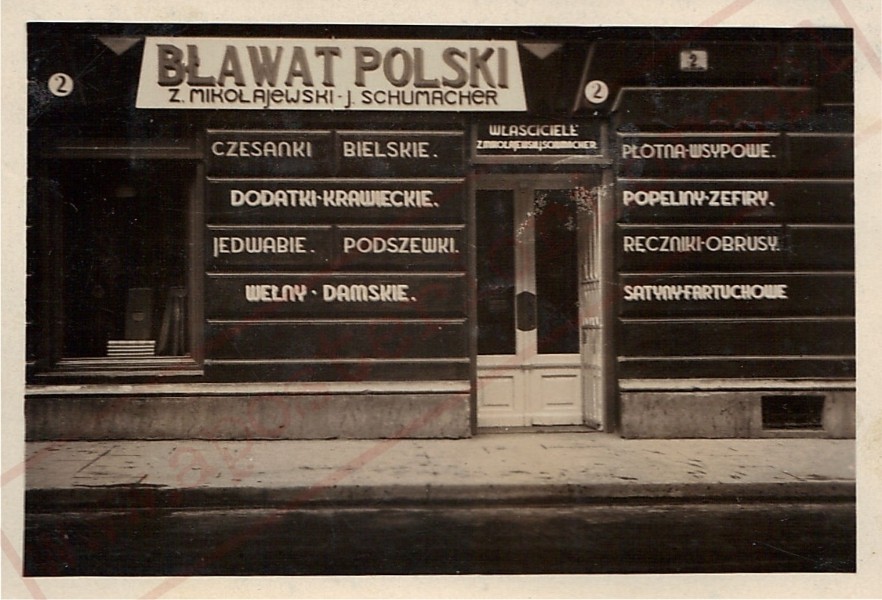 BŁAWAT POLSKI
Z. MIKOŁAJEWSKI · J. SCHUMACHER
2
2
2
WŁAŚCICIELE
Z.MIKOŁAJEWSKI,J.SCHUMACHER.
CZESANKI BIELSKIE.
DODATKI·KRAWIECKIE.
JEDWABIE. PODSZEWKI.
WEŁNY · DAMSKIE.
PŁOTNA·WSYPOWE.
POPELINY·ZEFIRY.
RĘCZNIKI·OBRUSY.
SATYNY·FARTUCHOWE